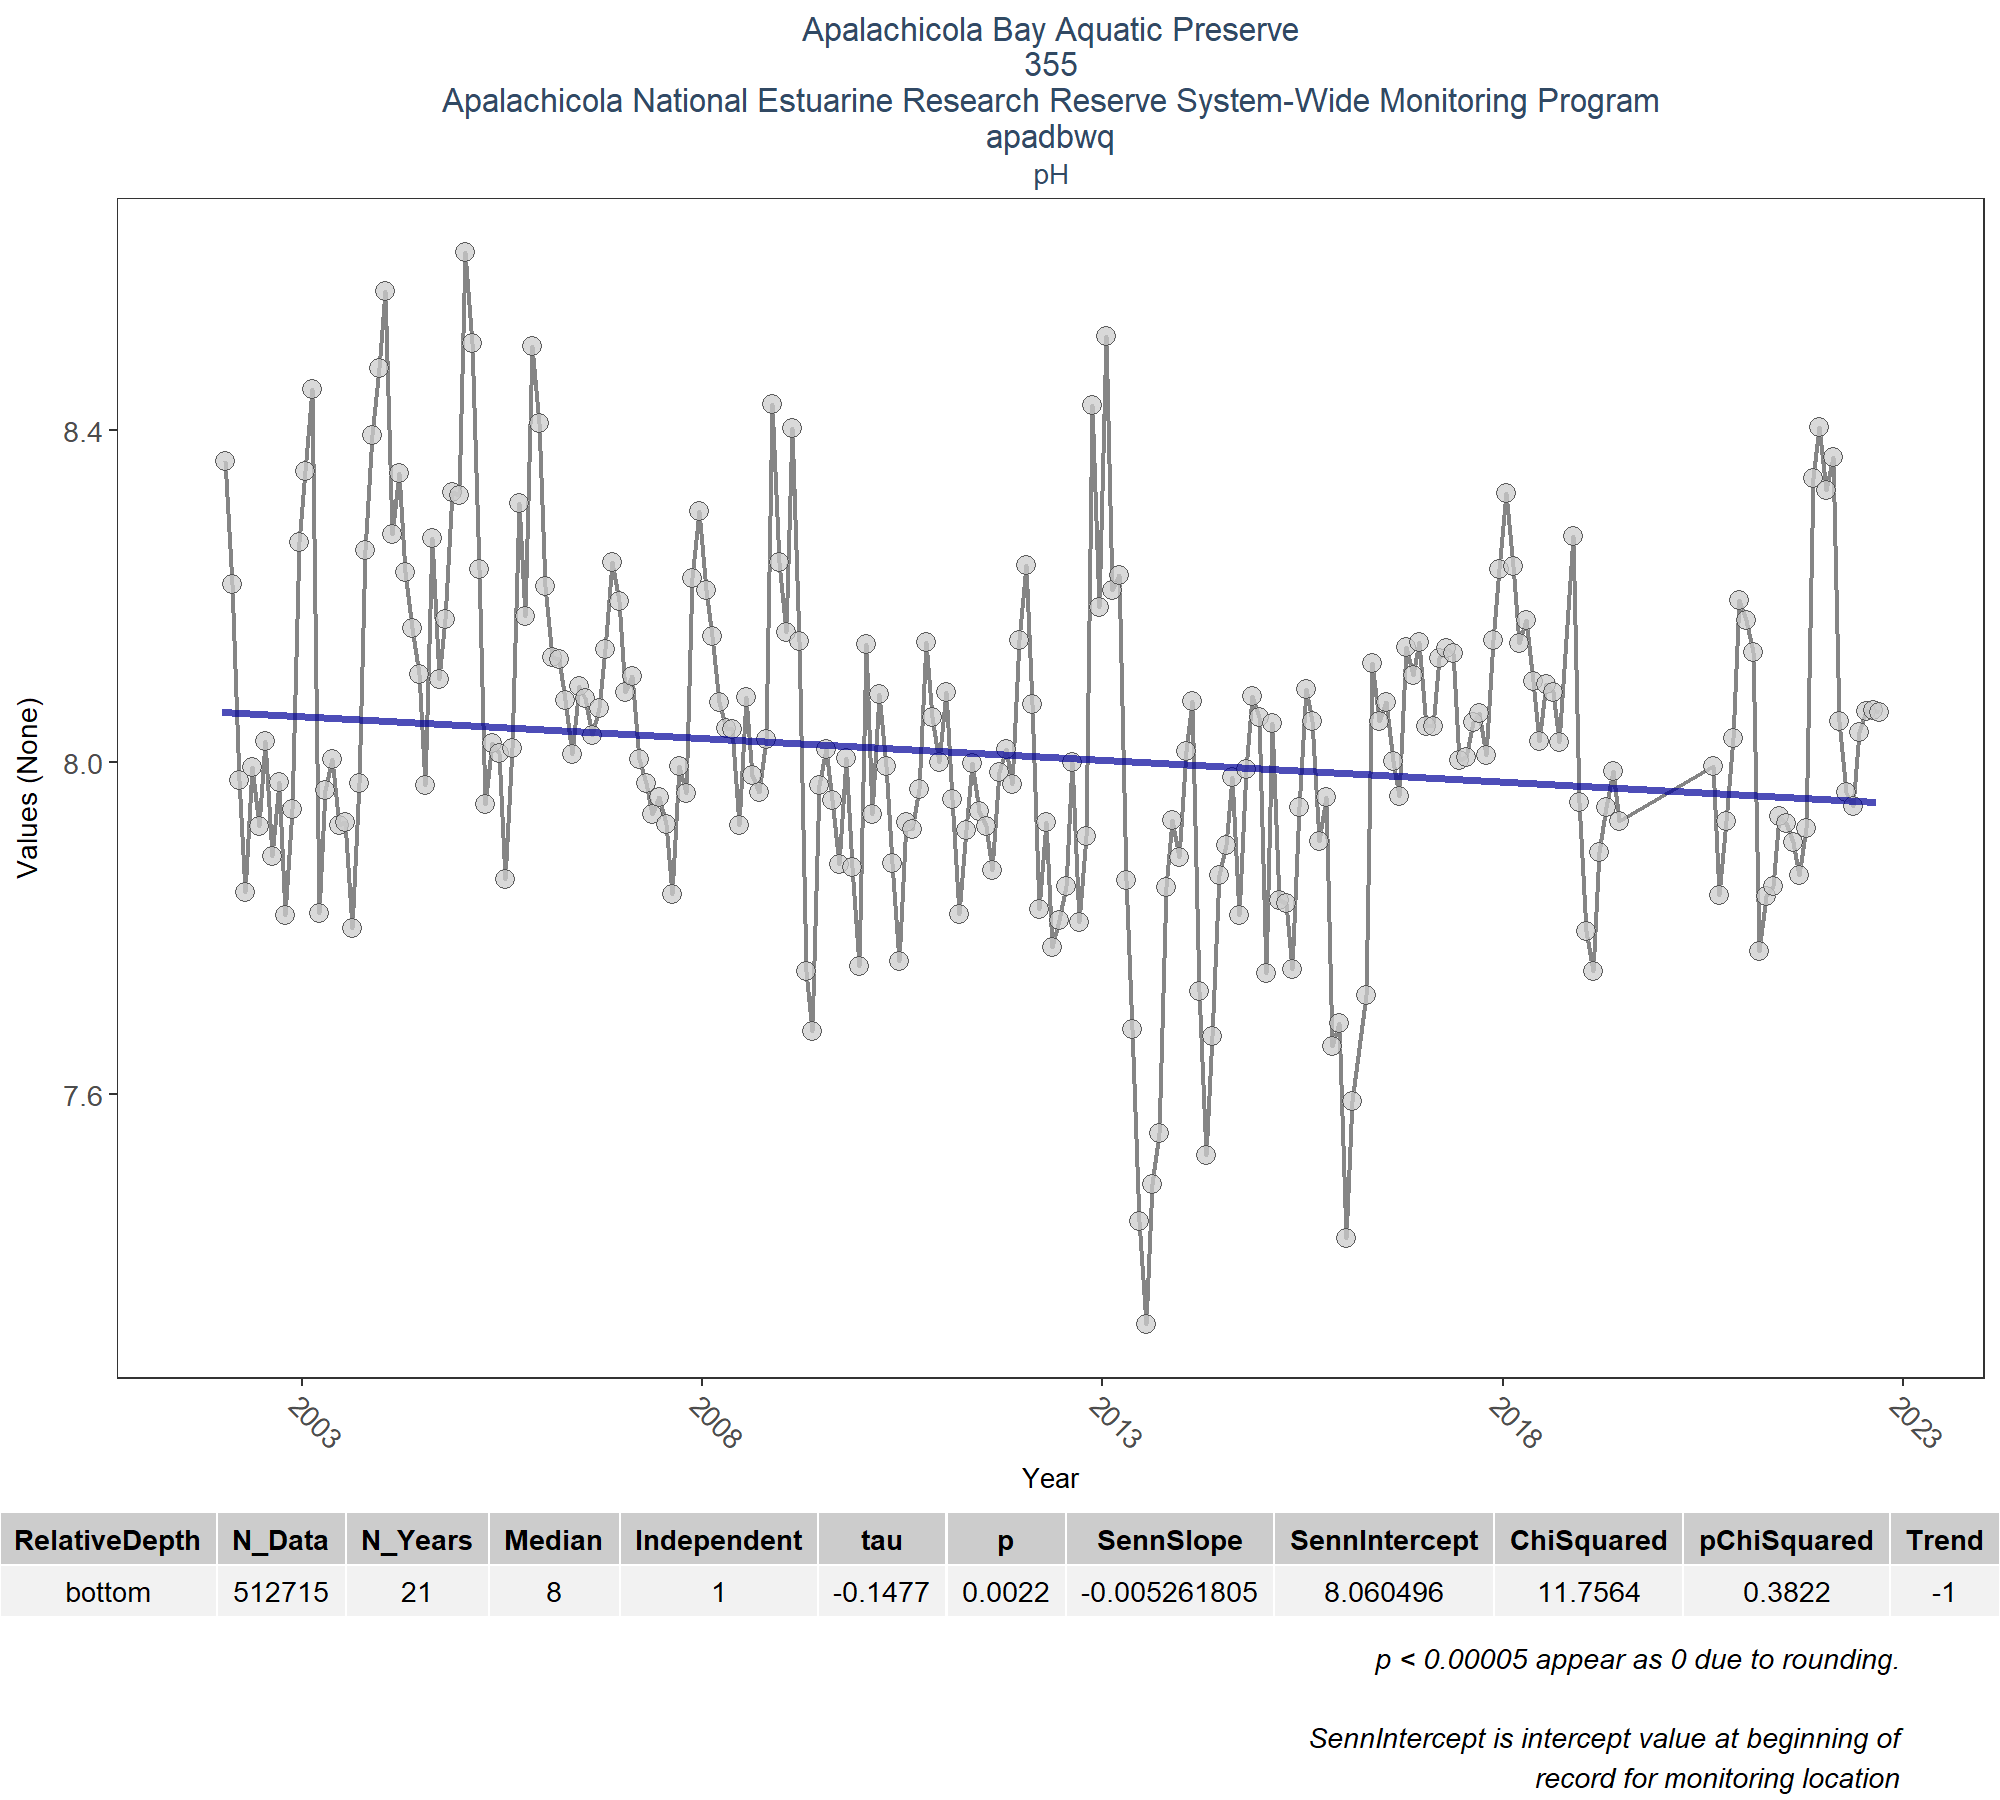 Apalachicola Bay Aquatic Preserve
355
Apalachicola National Estuarine Research Reserve System-Wide Monitoring Program
apadbwq
pH
8.4
8.0
7.6
Values (None)
2003 2008 2013 2018 2023
Year
RelativeDepth N_Data N_Years Median Independent tau p SennSlope SennIntercept ChiSquared pChiSquared Trend
bottom 512715 21 8 1 -0.1477 0.0022 -0.005261805 8.060496 11.7564 0.3822 -1
p < 0.00005 appear as 0 due to rounding.
SennIntercept is intercept value at beginning of
record for monitoring location